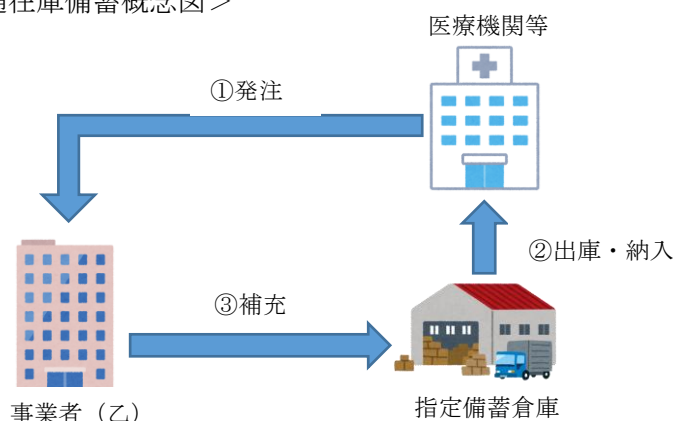 通在庫備蓄概念図＞
医療機関等
①発注
②出庫・納入
③補充
指定備蓄倉庫
事業者（乙）